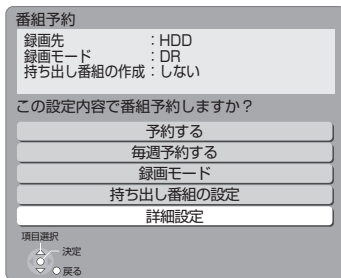 番組予約
録画先　　　　　：HDD
録画モード　　　：DR
持ち出し番組の作成：しない
この設定内容で番組予約しますか？
予約する
毎週予約する
録画モード
持ち出し番組の設定
詳細設定
項目選択
決定
戻る